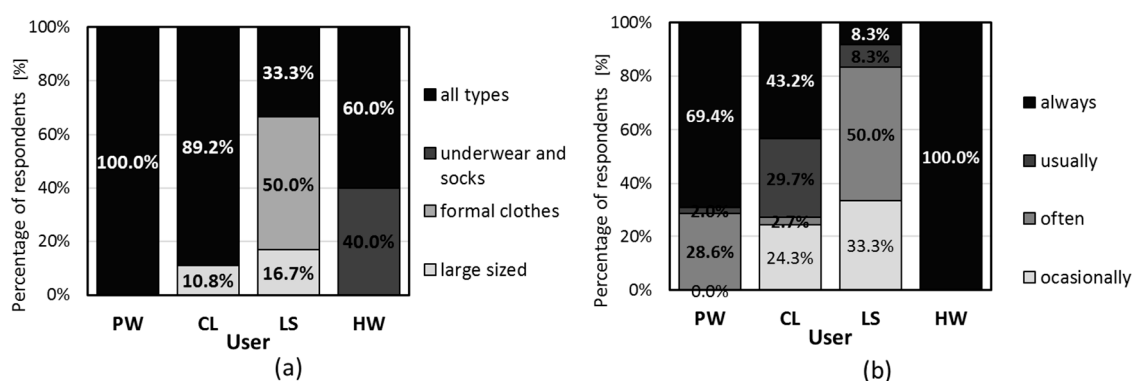 Percentage of respondents [%]
100%
80%
60%
40%
20%
0%
100.0%
89.2%
10.8%
33.3%
50.0%
16.7%
60.0%
40.0%
PW CL LS HW
User
(a)
all types
underwear and
socks
formal clothes
large sized
Percentage of respondents [%]
100%
80%
60%
40%
20%
0%
69.4%
2.0%
28.6%
0.0%
43.2%
29.7%
2.7%
24.3%
8.3%
8.3%
50.0%
33.3%
100.0%
PW CL LS HW
User
(b)
always
usually
often
ocasionally